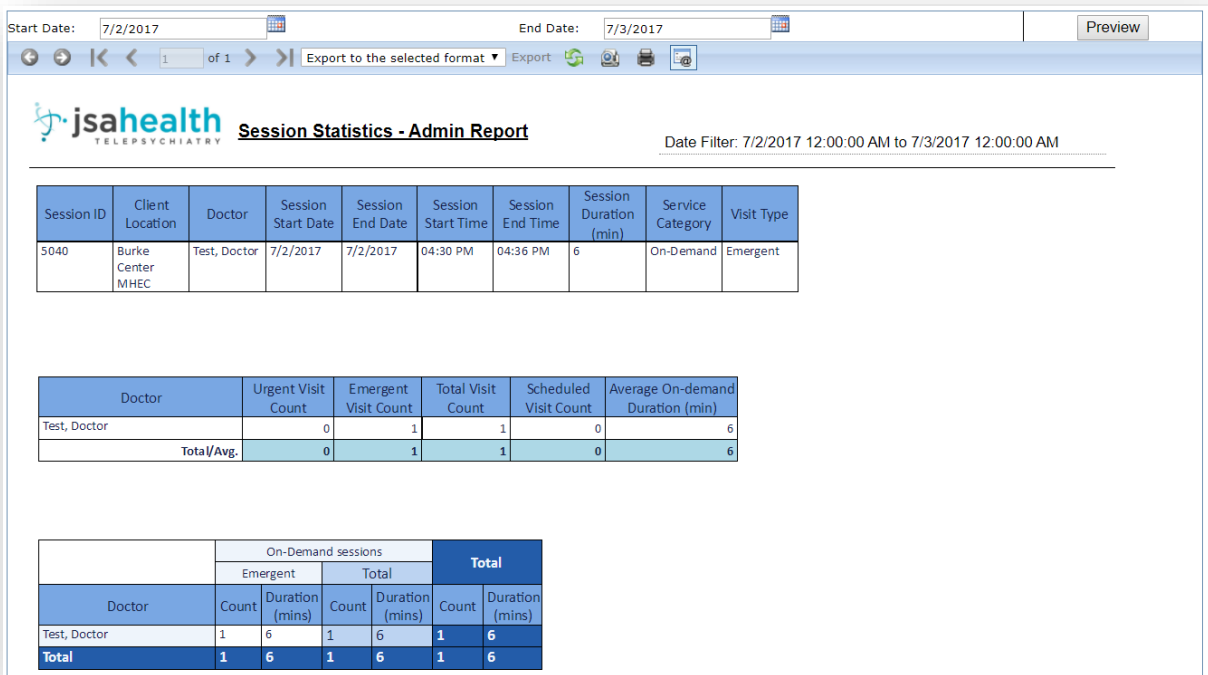 Start Date: 7/2/2017 End Date: 7/3/2017 Preview
1 of 1 Export to the selected format Export
jsahealth
TELEPSYCHIATRY
Session Statistics - Admin Report
Date Filter: 7/2/2017 12:00:00 AM to 7/3/2017 12:00:00 AM
Session ID
Client
Location
Doctor
Session
Start Date
Session
End Date
Session
Start Time
Session
End Time
Session
Duration
(min)
Service
Category
Visit Type
5040
Burke
Center
MHEC
Test, Doctor
7/2/2017
7/2/2017
04:30 PM
04:36 PM
6
On-Demand
Emergent
Doctor
Urgent Visit
Count
Emergent
Visit Count
Total Visit
Count
Scheduled
Visit Count
Average On-demand
Duration (min)
Test, Doctor 0 1 1 0 6
Total/Avg. 0 1 1 0 6
On-Demand sessions
Total
Emergent Total
Doctor
Count
Duration
(mins)
Count
Duration
(mins)
Count
Duration
(mins)
Test, Doctor 1 6 1 6 1 6
Total 1 6 1 6 1 6